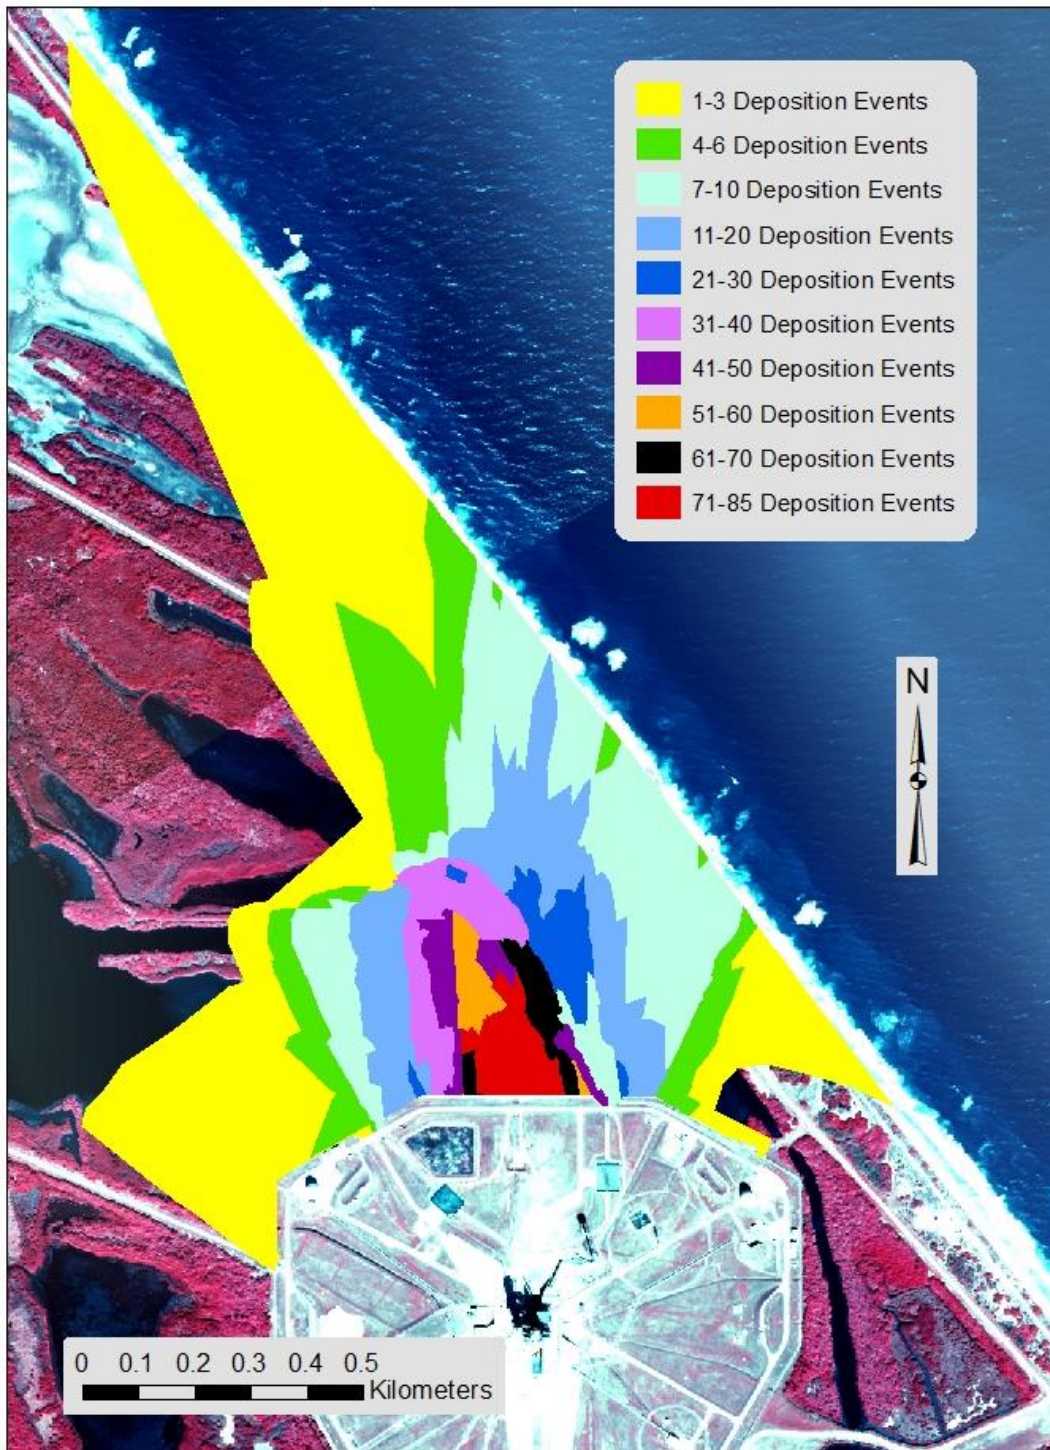 1-3 Deposition Events
4-6 Deposition Events
7-10 Deposition Events
11-20 Deposition Events
21-30 Deposition Events
31-40 Deposition Events
41-50 Deposition Events
51-60 Deposition Events
61-70 Deposition Events
71-85 Deposition Events
N
0 0.1 0.2 0.3 0.4 0.5
Kilometers